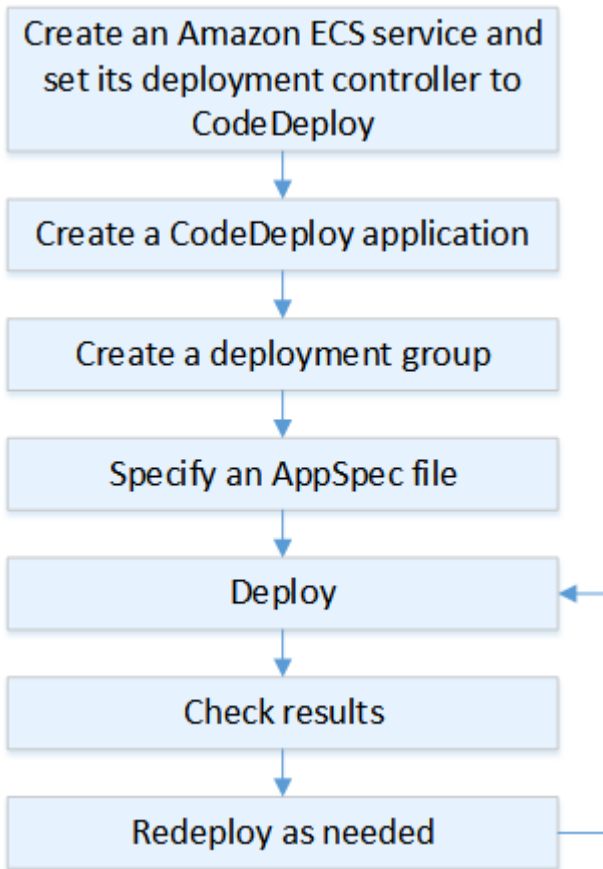 Create an Amazon ECS service and
set its deployment controller to
CodeDeploy
Create a CodeDeploy application
Create a deployment group
Specify an AppSpec file
Deploy
Check results
Redeploy as needed